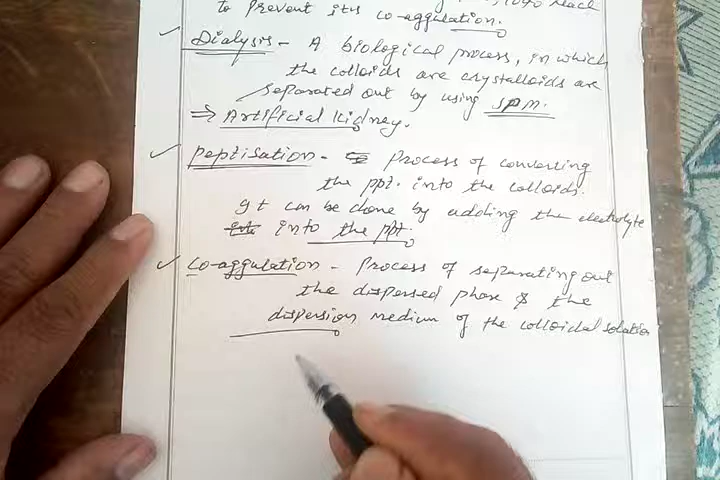 to prevent its co-aggulation.
Dialysis - A biological process, in which
the colloids are crystalloids are
separated out by using SPM.
⇒ Artificial kidney.
Peptisation - Process of converting
the ppt. into the colloids.
It can be done by adding the electrolyte
into the ppt.
Co-aggulation - Process of separating out
the dispersed phase & the
dispersion medium of the colloidal solution